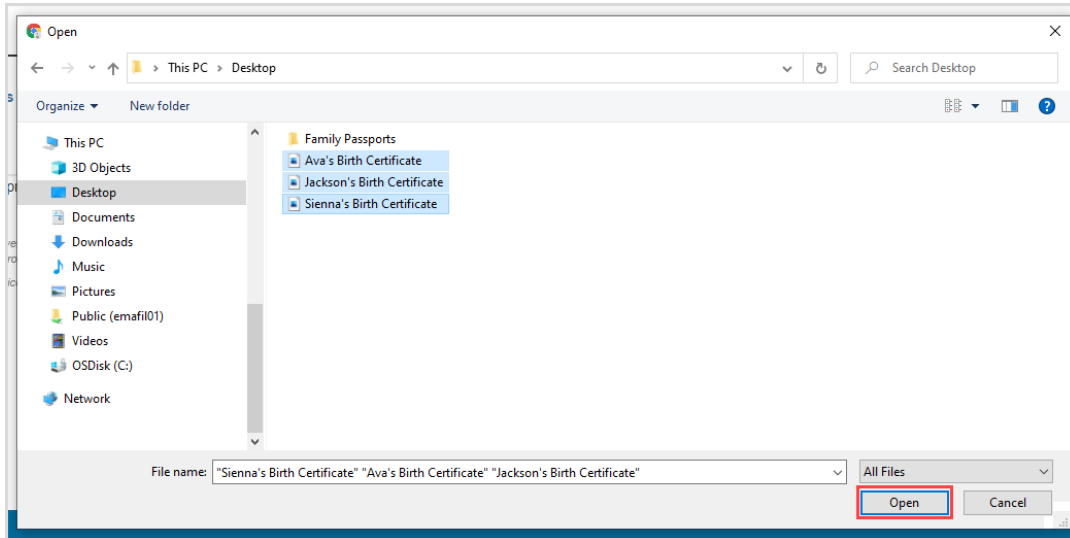 Open
This PC > Desktop
Search Desktop
Organize
New folder
This PC
3D Objects
Desktop
Documents
Downloads
Music
Pictures
Public (emafil01)
Videos
OSDisk (C:)
Network
Family Passports
Ava's Birth Certificate
Jackson's Birth Certificate
Sienna's Birth Certificate
File name: "Sienna's Birth Certificate" "Ava's Birth Certificate" "Jackson's Birth Certificate"
All Files
Open
Cancel